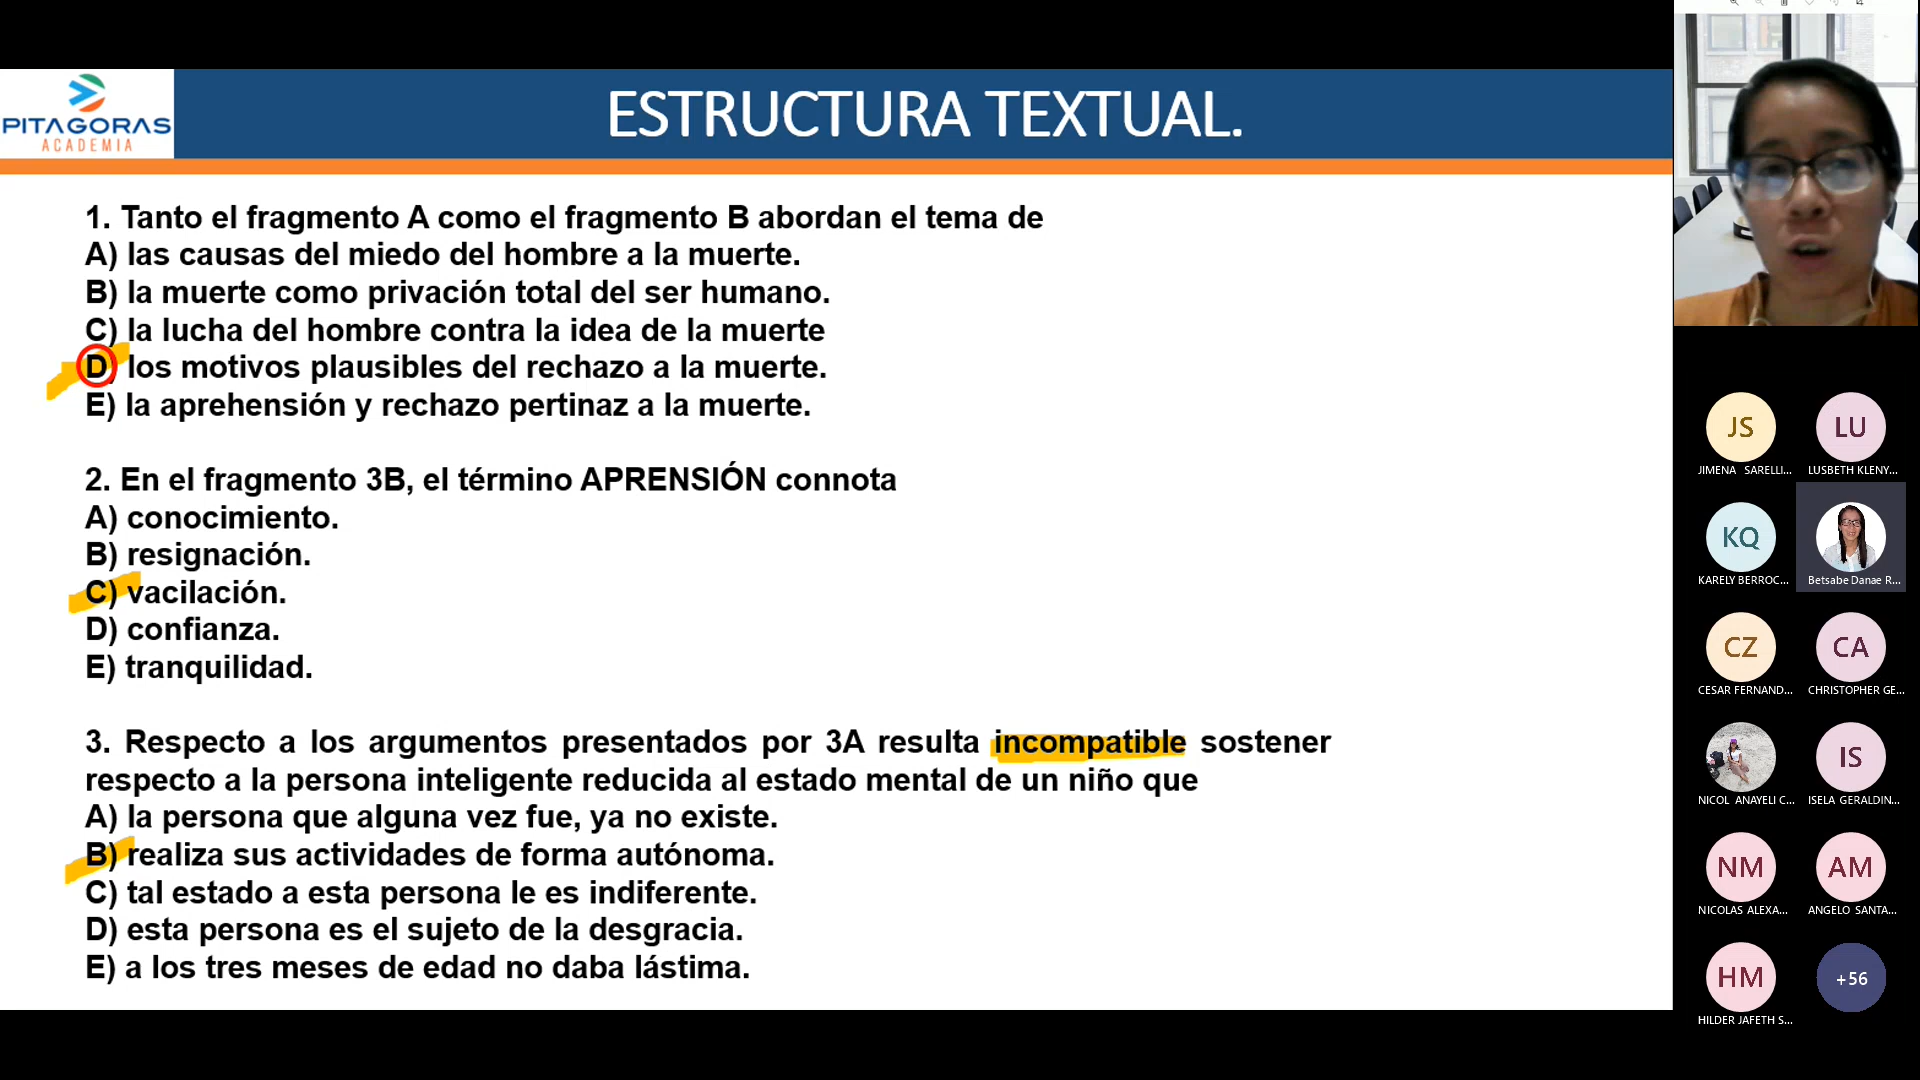 PITAGORAS
ACADEMIA
ESTRUCTURA TEXTUAL.
1. Tanto el fragmento A como el fragmento B abordan el tema de
A) las causas del miedo del hombre a la muerte.
B) la muerte como privación total del ser humano.
C) la lucha del hombre contra la idea de la muerte
D) los motivos plausibles del rechazo a la muerte.
E) la aprehensión y rechazo pertinaz a la muerte.
2. En el fragmento 3B, el término APRENSIÓN connota
A) conocimiento.
B) resignación.
C) vacilación.
D) confianza.
E) tranquilidad.
3. Respecto a los argumentos presentados por 3A resulta incompatible sostener
respecto a la persona inteligente reducida al estado mental de un niño que
A) la persona que alguna vez fue, ya no existe.
B) realiza sus actividades de forma autónoma.
C) tal estado a esta persona le es indiferente.
D) esta persona es el sujeto de la desgracia.
E) a los tres meses de edad no daba lástima.
JS
LU
JIMENA SARELLI...
LUSBETH KLENY...
KQ
KARELY BERROC...
Betsabe Danae R...
CZ
CA
CESAR FERNAND...
CHRISTOPHER GE...
IS
NICOL ANAYELI C...
ISELA GERALDIN...
NM
AM
NICOLAS ALEXA...
ANGELO SANTA...
HM
+56
HILDER JAFETH S...